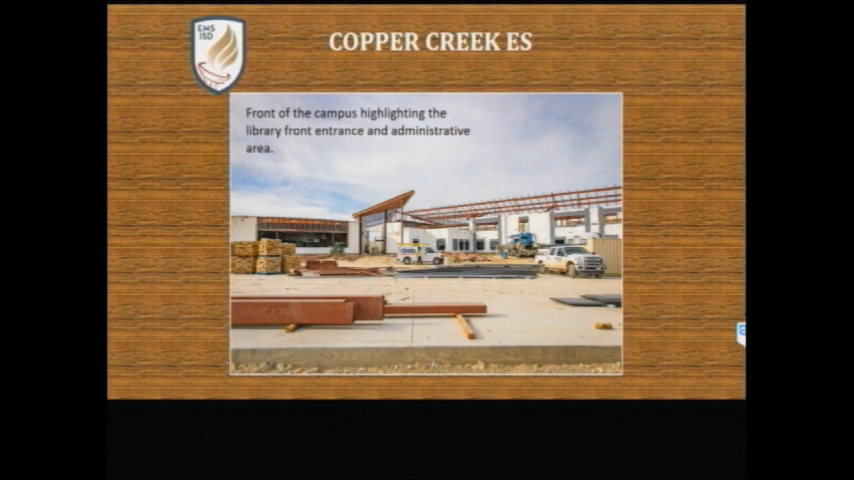 EMS
ISD
COPPER CREEK ES
Front of the campus highlighting the
library front entrance and administrative
area.